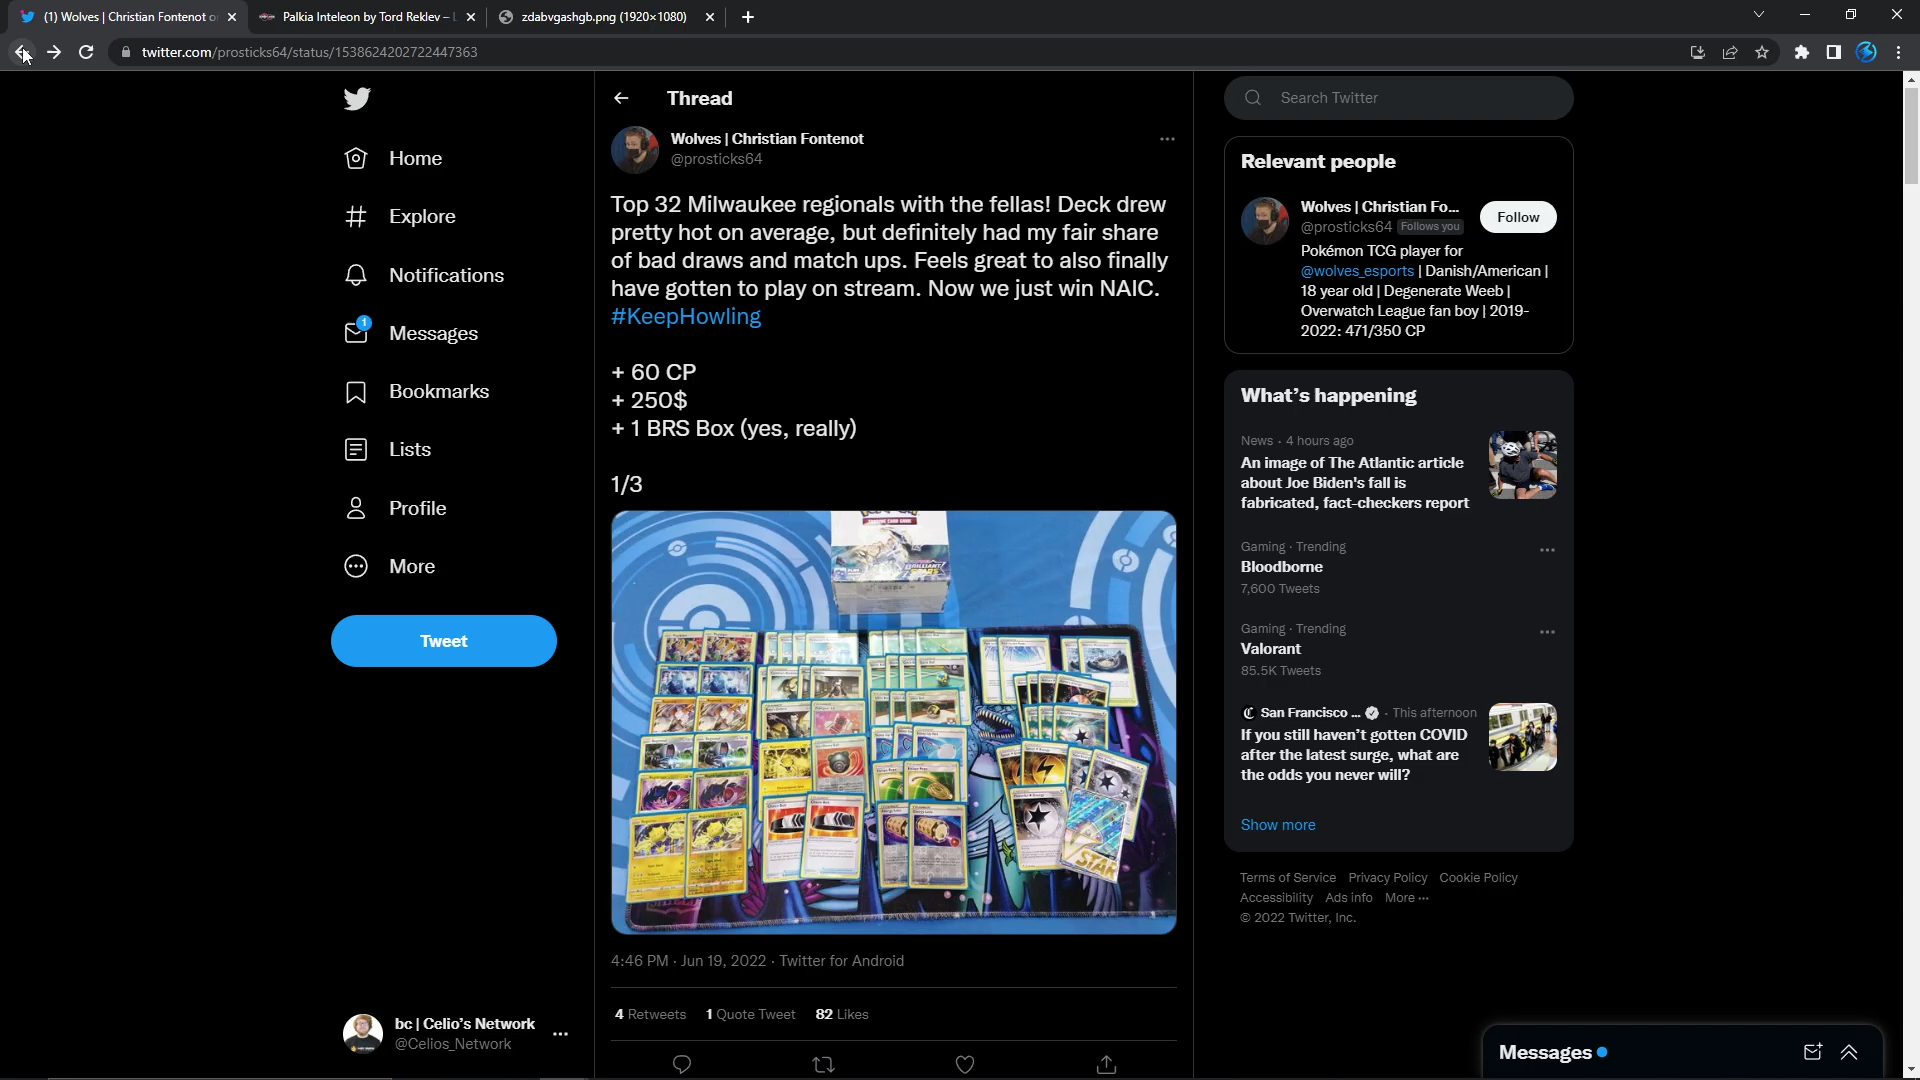 (1) Wolves | Christian Fontenot o
Palkia Inteleon by Tord Reklev –
zdabvgashgb.png (1920×1080)
twitter.com/prosticks64/status/1538624202722447363
Home
Explore
Notifications
1
Messages
Bookmarks
Lists
Profile
More
Tweet
bc | Celio's Network
@Celios_Network
Thread
Wolves | Christian Fontenot
@prosticks64
Top 32 Milwaukee regionals with the fellas! Deck drew
pretty hot on average, but definitely had my fair share
of bad draws and match ups. Feels great to also finally
have gotten to play on stream. Now we just win NAIC.
#KeepHowling
+ 60 CP
+ 250$
+ 1 BRS Box (yes, really)
1/3
BRILLIANT
STARS
STAR
4:46 PM · Jun 19, 2022 · Twitter for Android
4 Retweets 1 Quote Tweet 82 Likes
Search Twitter
Relevant people
Wolves | Christian Fo...
@prosticks64 Follows you
Follow
Pokémon TCG player for
@wolves_esports | Danish/American |
18 year old | Degenerate Weeb |
Overwatch League fan boy | 2019-
2022: 471/350 CP
What's happening
News · 4 hours ago
An image of The Atlantic article
about Joe Biden's fall is
fabricated, fact-checkers report
Gaming · Trending
Bloodborne
7,600 Tweets
Gaming · Trending
Valorant
85.5K Tweets
San Francisco ... · This afternoon
If you still haven't gotten COVID
after the latest surge, what are
the odds you never will?
Show more
Terms of Service Privacy Policy Cookie Policy
Accessibility Ads info More ···
© 2022 Twitter, Inc.
Messages